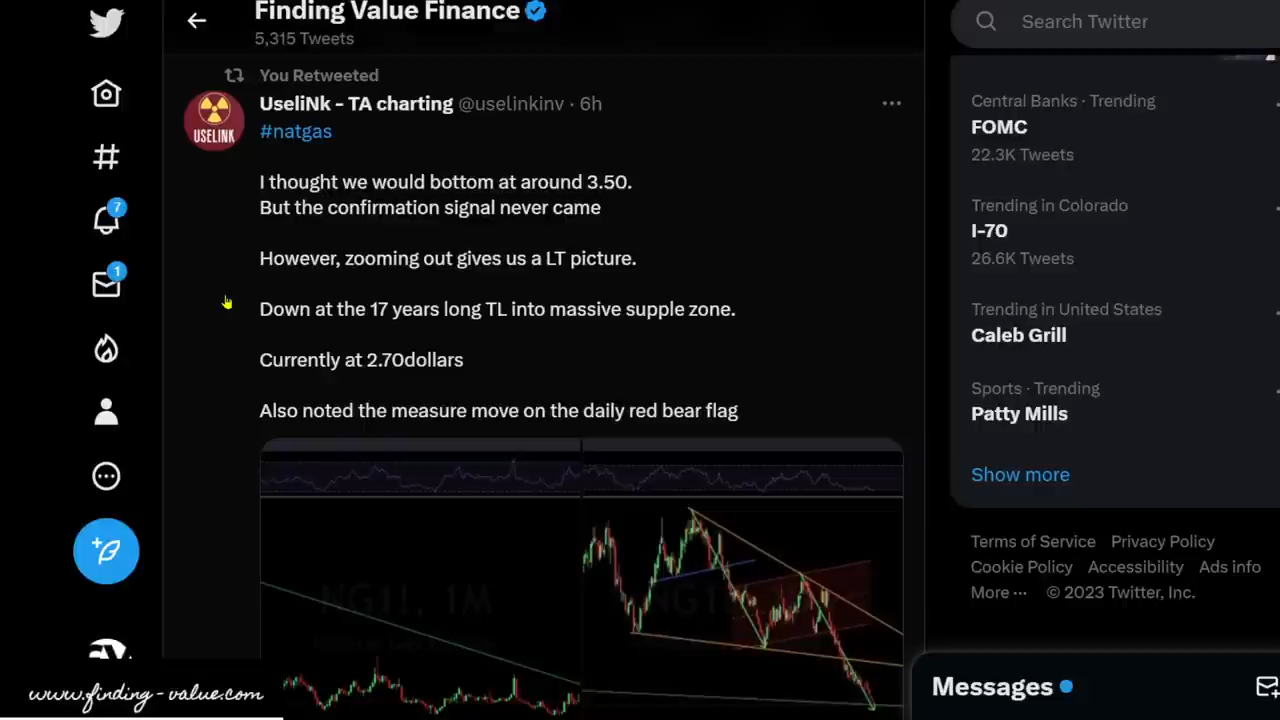 Finding Value Finance
5,315 Tweets
Search Twitter
You Retweeted
UseliNk - TA charting @uselinkinv · 6h
#natgas
USELINK
I thought we would bottom at around 3.50.
But the confirmation signal never came
However, zooming out gives us a LT picture.
Down at the 17 years long TL into massive supple zone.
Currently at 2.70dollars
Also noted the measure move on the daily red bear flag
NG1!, 1M
7
1
Central Banks · Trending
FOMC
22.3K Tweets
Trending in Colorado
I-70
26.6K Tweets
Trending in United States
Caleb Grill
Sports · Trending
Patty Mills
Show more
Terms of Service Privacy Policy
Cookie Policy Accessibility Ads info
More ··· © 2023 Twitter, Inc.
Messages
www.finding-value.com